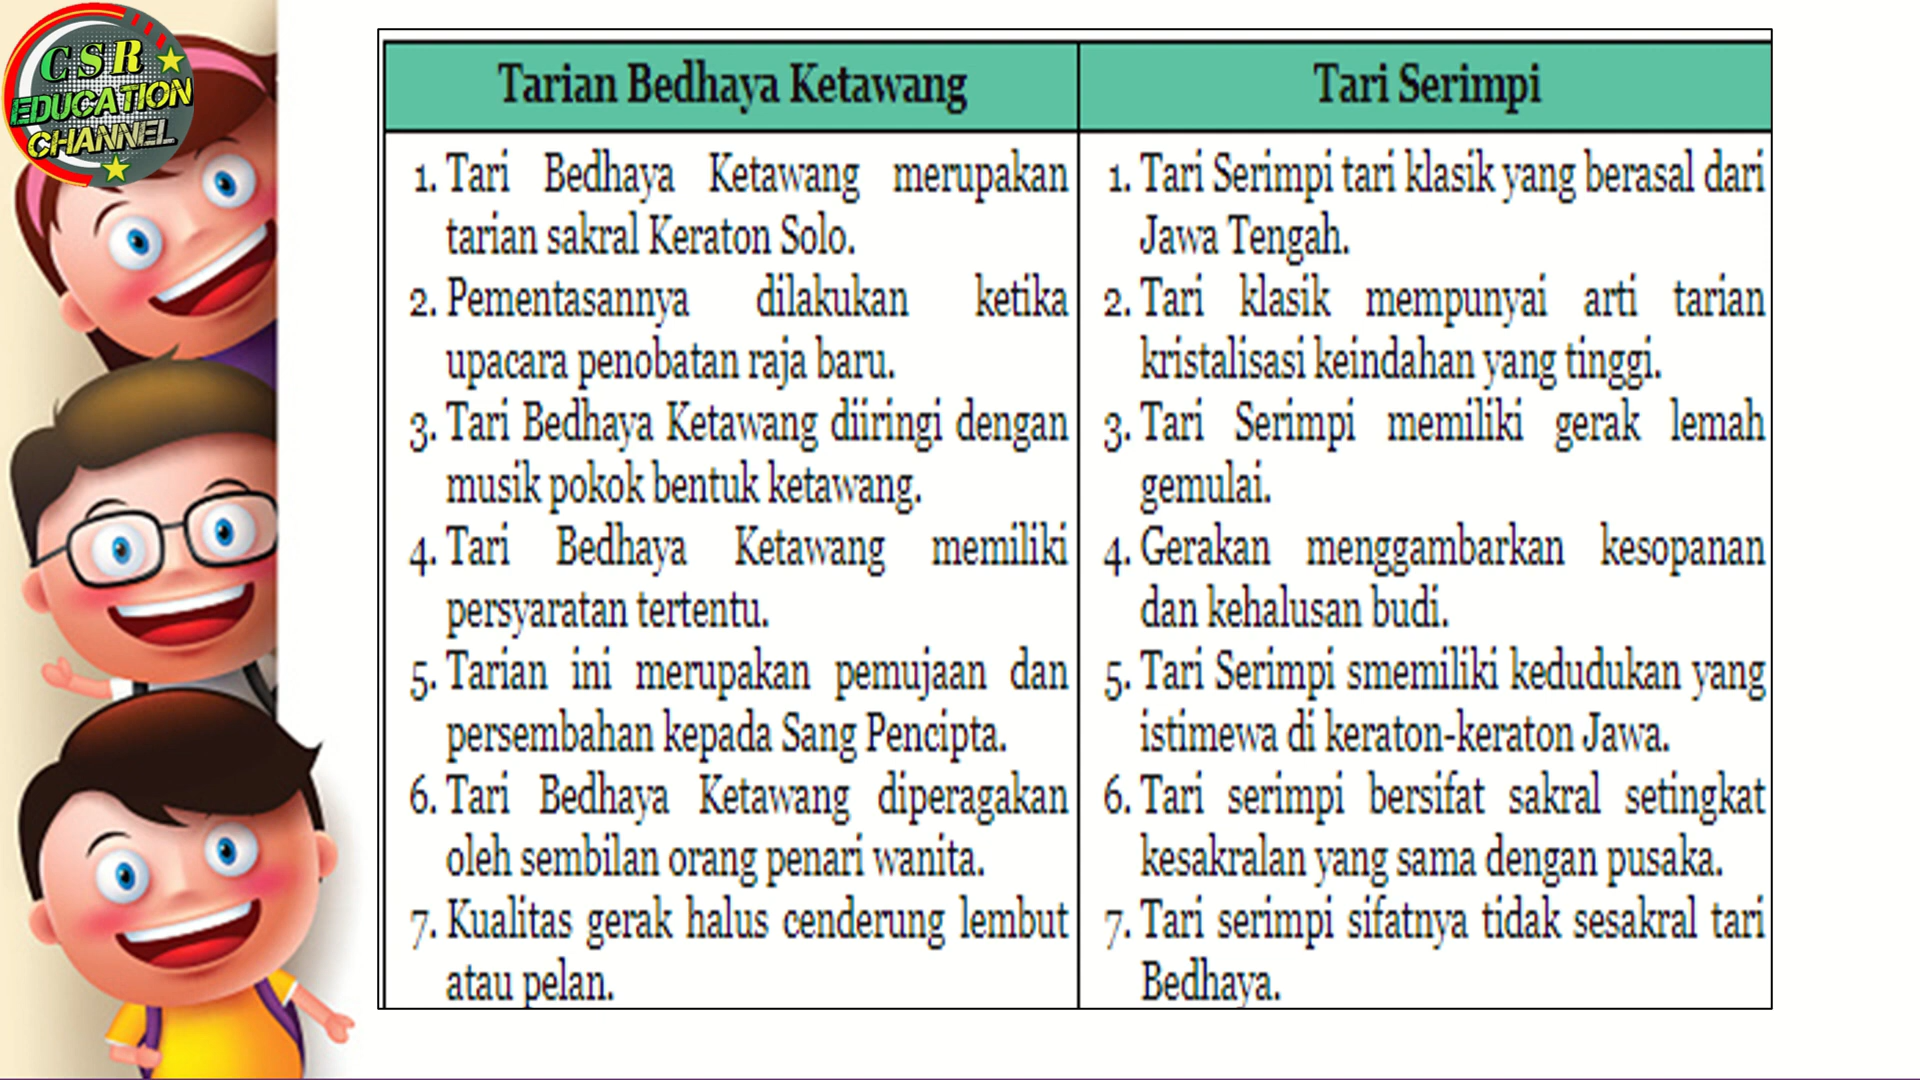 CSR
EDUCATION
CHANNEL
Tarian Bedhaya Ketawang
1. Tari Bedhaya Ketawang merupakan
tarian sakral Keraton Solo.
2. Pementasannya dilakukan ketika
upacara penobatan raja baru.
3. Tari Bedhaya Ketawang diiringi dengan
musik pokok bentuk ketawang.
4. Tari Bedhaya Ketawang memiliki
persyaratan tertentu.
5. Tarian ini merupakan pemujaan dan
persembahan kepada Sang Pencipta.
6. Tari Bedhaya Ketawang diperagakan
oleh sembilan orang penari wanita.
7. Kualitas gerak halus cenderung lembut
atau pelan.
Tari Serimpi
1. Tari Serimpi tari klasik yang berasal dari
Jawa Tengah.
2. Tari klasik mempunyai arti tarian
kristalisasi keindahan yang tinggi.
3. Tari Serimpi memiliki gerak lemah
gemulai.
4. Gerakan menggambarkan kesopanan
dan kehalusan budi.
5. Tari Serimpi smemiliki kedudukan yang
istimewa di keraton-keraton Jawa.
6. Tari serimpi bersifat sakral setingkat
kesakralan yang sama dengan pusaka.
7. Tari serimpi sifatnya tidak sesakral tari
Bedhaya.